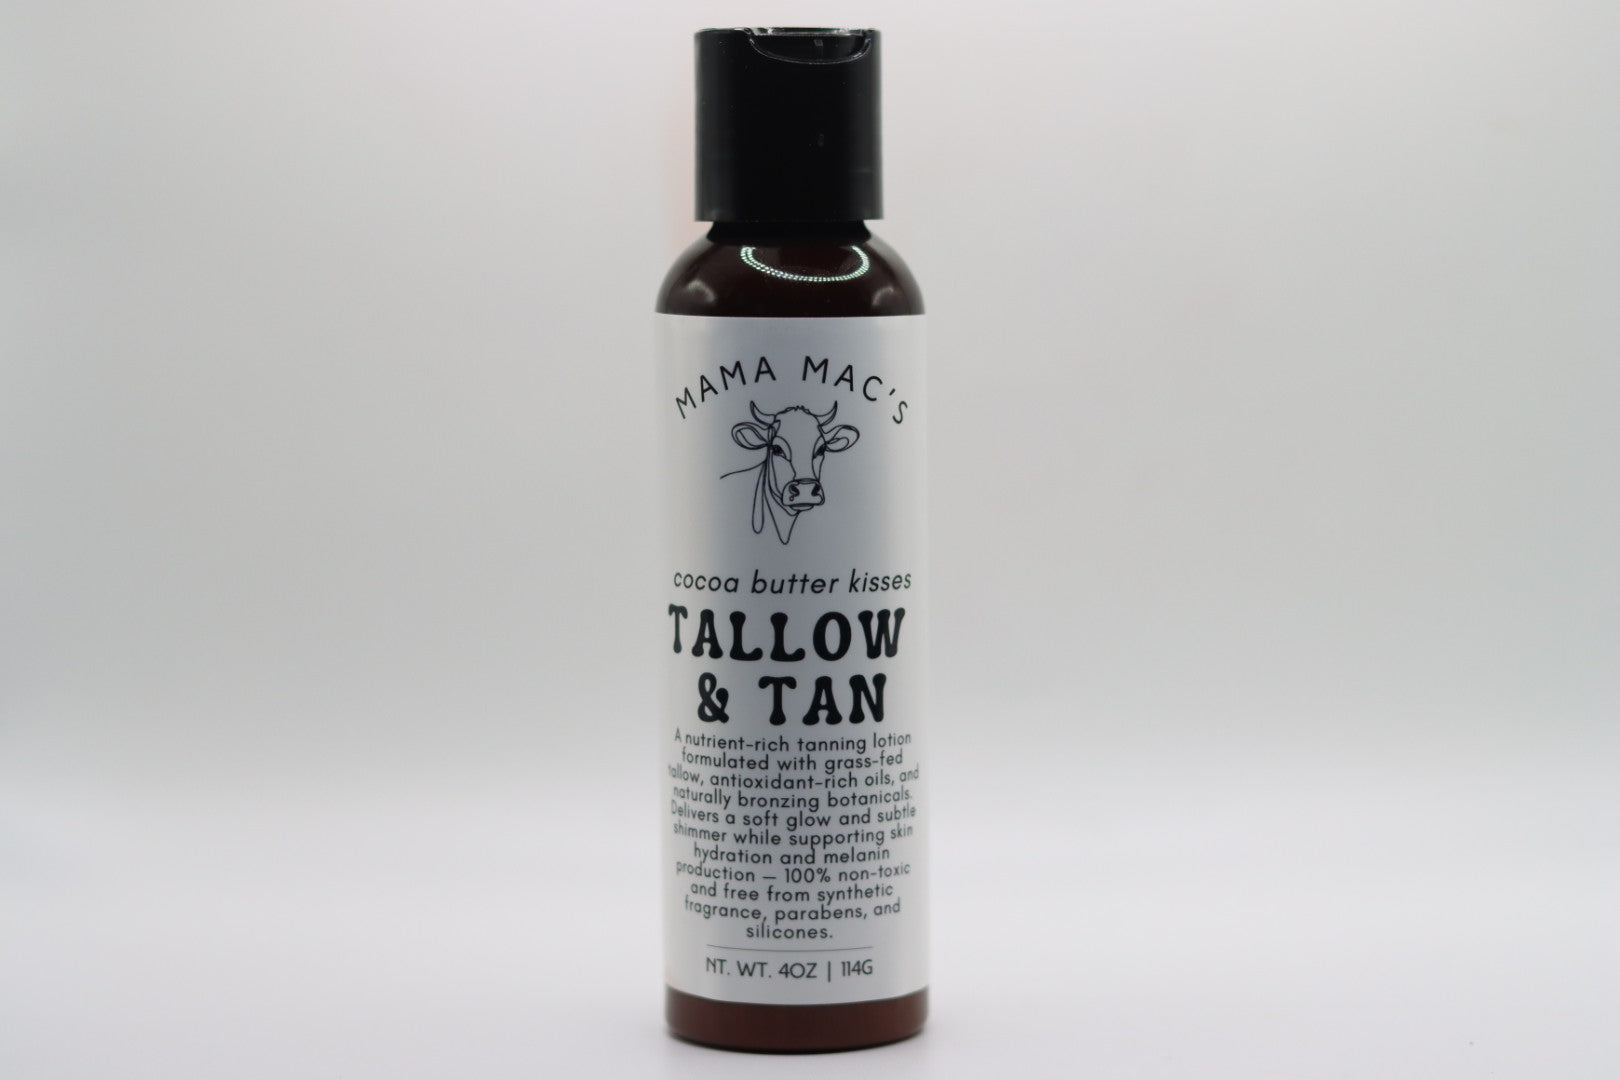 MAMA MAC'S
cocoa butter kisses
TALLOW
& TAN
A nutrient-rich tanning lotion
formulated with grass-fed
tallow, antioxidant-rich oils, and
naturally bronzing botanicals.
Delivers a soft glow and subtle
shimmer while supporting skin
hydration and melanin
production — 100% non-toxic
and free from synthetic
fragrance, parabens, and
silicones.
NT. WT. 4OZ | 114G